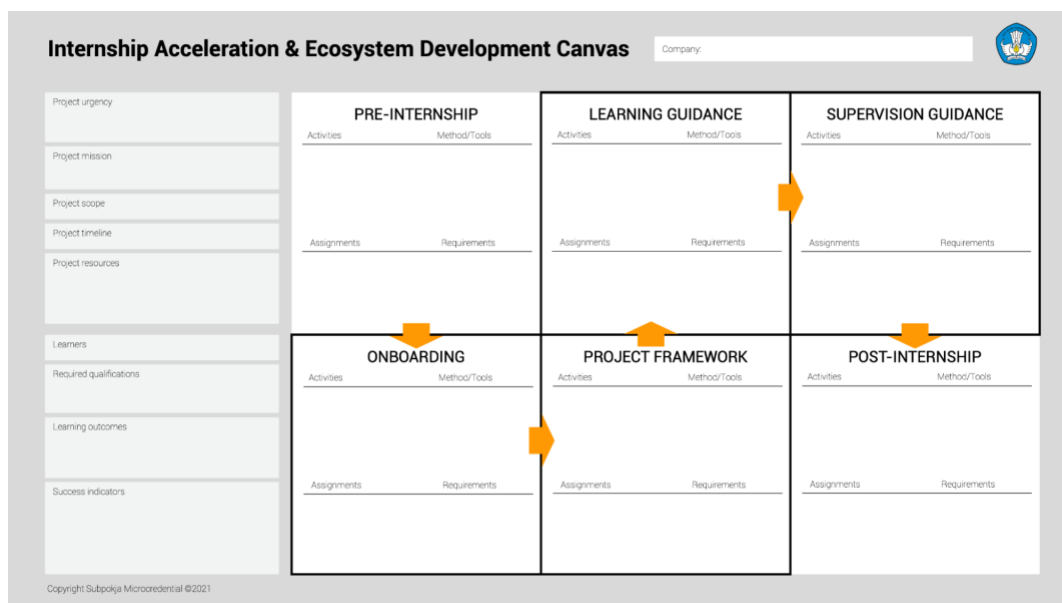 Internship Acceleration & Ecosystem Development Canvas
Company:
Project urgency
Project mission
Project scope
Project timeline
Project resources
Learners
Required qualifications
Learning outcomes
Success indicators
PRE-INTERNSHIP
Activities Method/Tools
Assignments Requirements
LEARNING GUIDANCE
Activities Method/Tools
Assignments Requirements
SUPERVISION GUIDANCE
Activities Method/Tools
Assignments Requirements
ONBOARDING
Activities Method/Tools
Assignments Requirements
PROJECT FRAMEWORK
Activities Method/Tools
Assignments Requirements
POST-INTERNSHIP
Activities Method/Tools
Assignments Requirements
Copyright Subpokja Microcredential ©2021